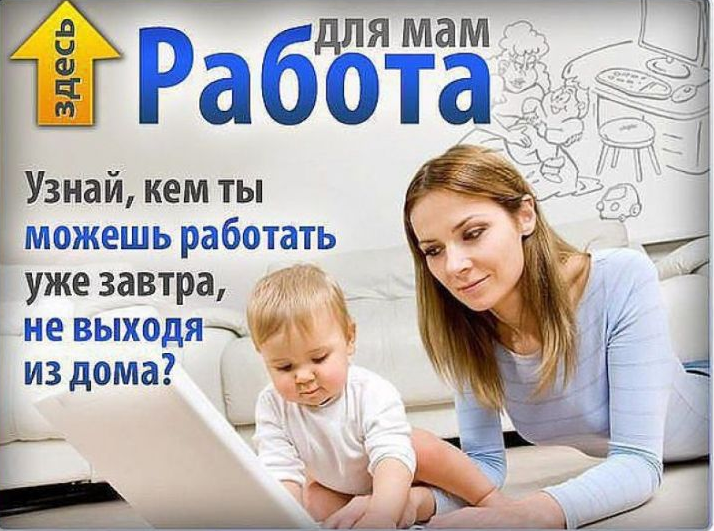 здесь
для мам
Работа
Узнай, кем ты
можешь работать
уже завтра,
не выходя
из дома?